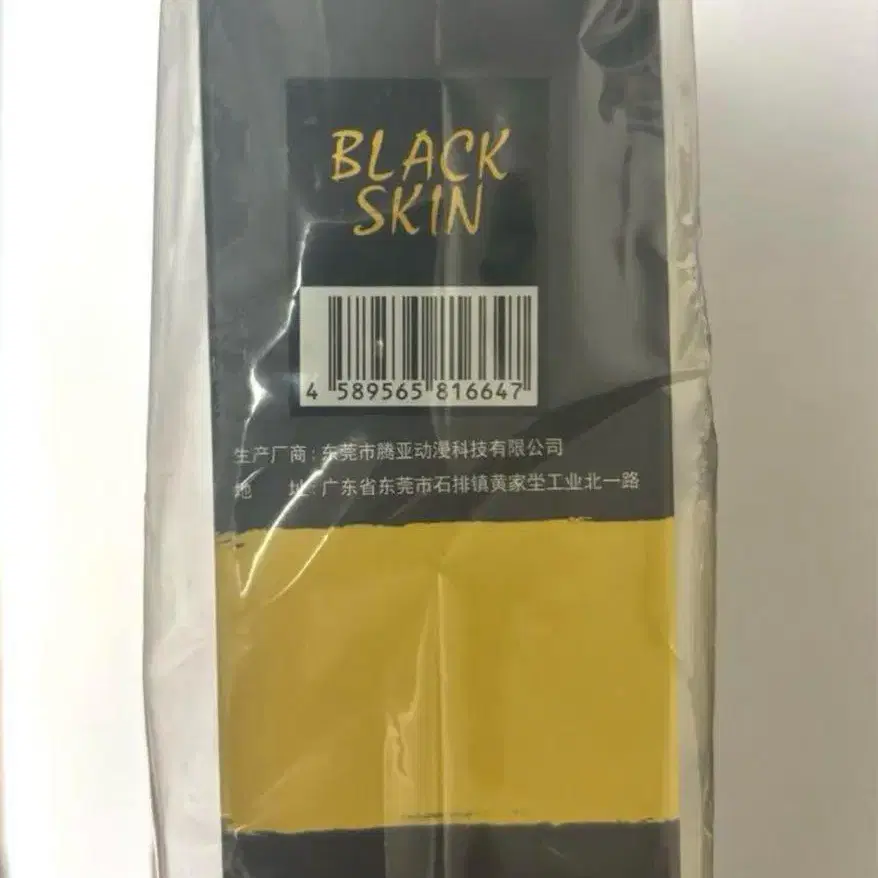 BLACK
SKIN
4 589565 816647
生产厂商：东莞市腾亚动漫科技有限公司
地　　址：广东省东莞市石排镇黄家坣工业北一路